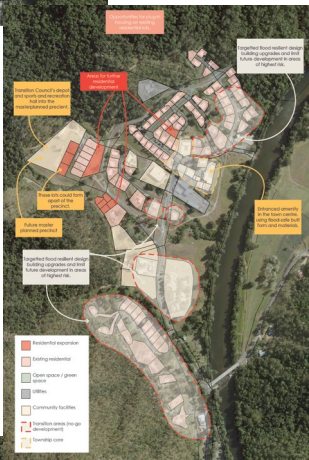 Opportunities for youth
housing on existing
residential lots.
Targetted flood resilient design
building upgrades and limit
future development in areas
of highest risk.
Areas for further
residential
development
Transition Council's depot
and sports and recreation
hall into the
masterplanned precinct.
These lots could form
apart of the
precinct.
Future master
planned precinct
Enhanced amenity
in the town centre
using flood-safe built
form and materials.
Targetted flood resilient design
building upgrades and limit
future development in areas
of highest risk.
Residential expansion
Existing residential
Open space / green
space
Utilities
Community facilities
Transition areas (no go
development)
Township core